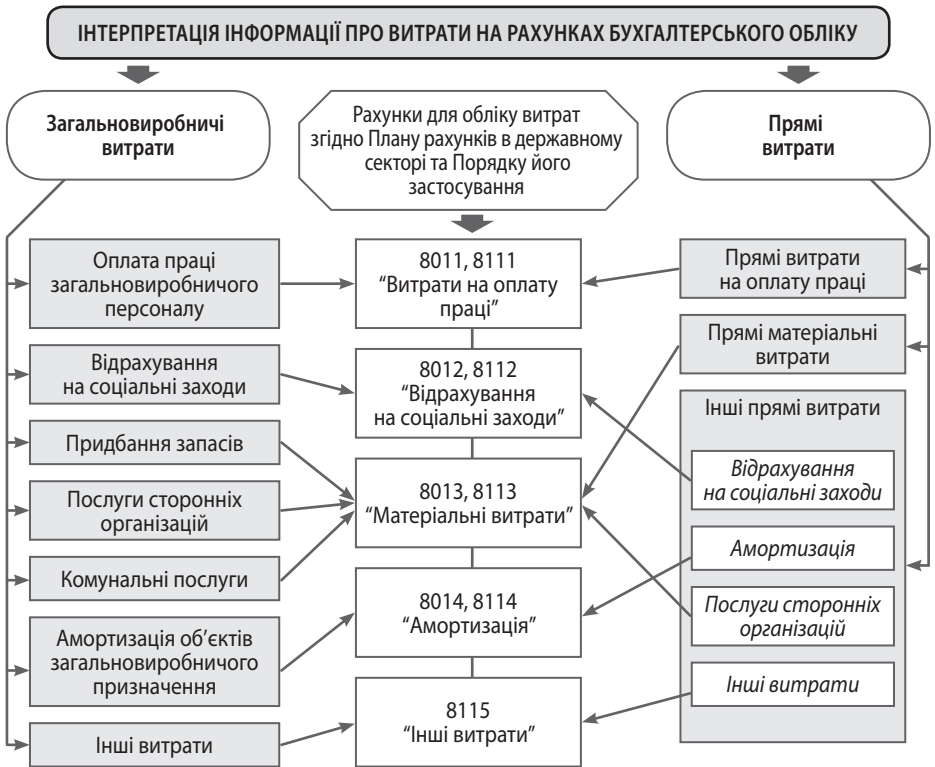 ІНТЕРПРЕТАЦІЯ ІНФОРМАЦІЇ ПРО ВИТРАТИ НА РАХУНКАХ БУХГАЛТЕРСЬКОГО ОБЛІКУ
Загальновиробничі
витрати
Рахунки для обліку витрат
згідно Плану рахунків в державному
секторі та Порядку його
застосування
Прямі
витрати
Оплата праці
загальновиробничого
персоналу
Відрахування
на соціальні заходи
Придбання запасів
Послуги сторонніх
організацій
Комунальні послуги
Амортизація об’єктів
загальновиробничого
призначення
Інші витрати
8011, 8111
“Витрати на оплату
праці”
8012, 8112
“Відрахування
на соціальні заходи”
8013, 8113
“Матеріальні витрати”
8014, 8114
“Амортизація”
8115
“Інші витрати”
Прямі витрати
на оплату праці
Прямі матеріальні
витрати
Інші прямі витрати
Відрахування
на соціальні заходи
Амортизація
Послуги сторонніх
організацій
Інші витрати